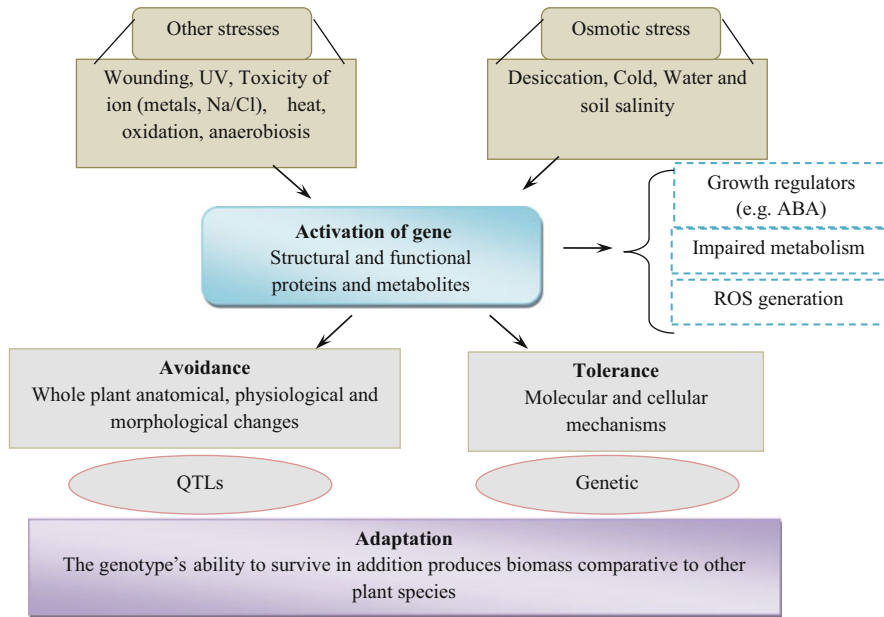 Other stresses
Wounding, UV, Toxicity of
ion (metals, Na/Cl), heat,
oxidation, anaerobiosis
Osmotic stress
Desiccation, Cold, Water and
soil salinity
Activation of gene
Structural and functional
proteins and metabolites
Growth regulators
(e.g. ABA)
Impaired metabolism
ROS generation
Avoidance
Whole plant anatomical, physiological and
morphological changes
Tolerance
Molecular and cellular
mechanisms
QTLs
Genetic
Adaptation
The genotype’s ability to survive in addition produces biomass comparative to other
plant species